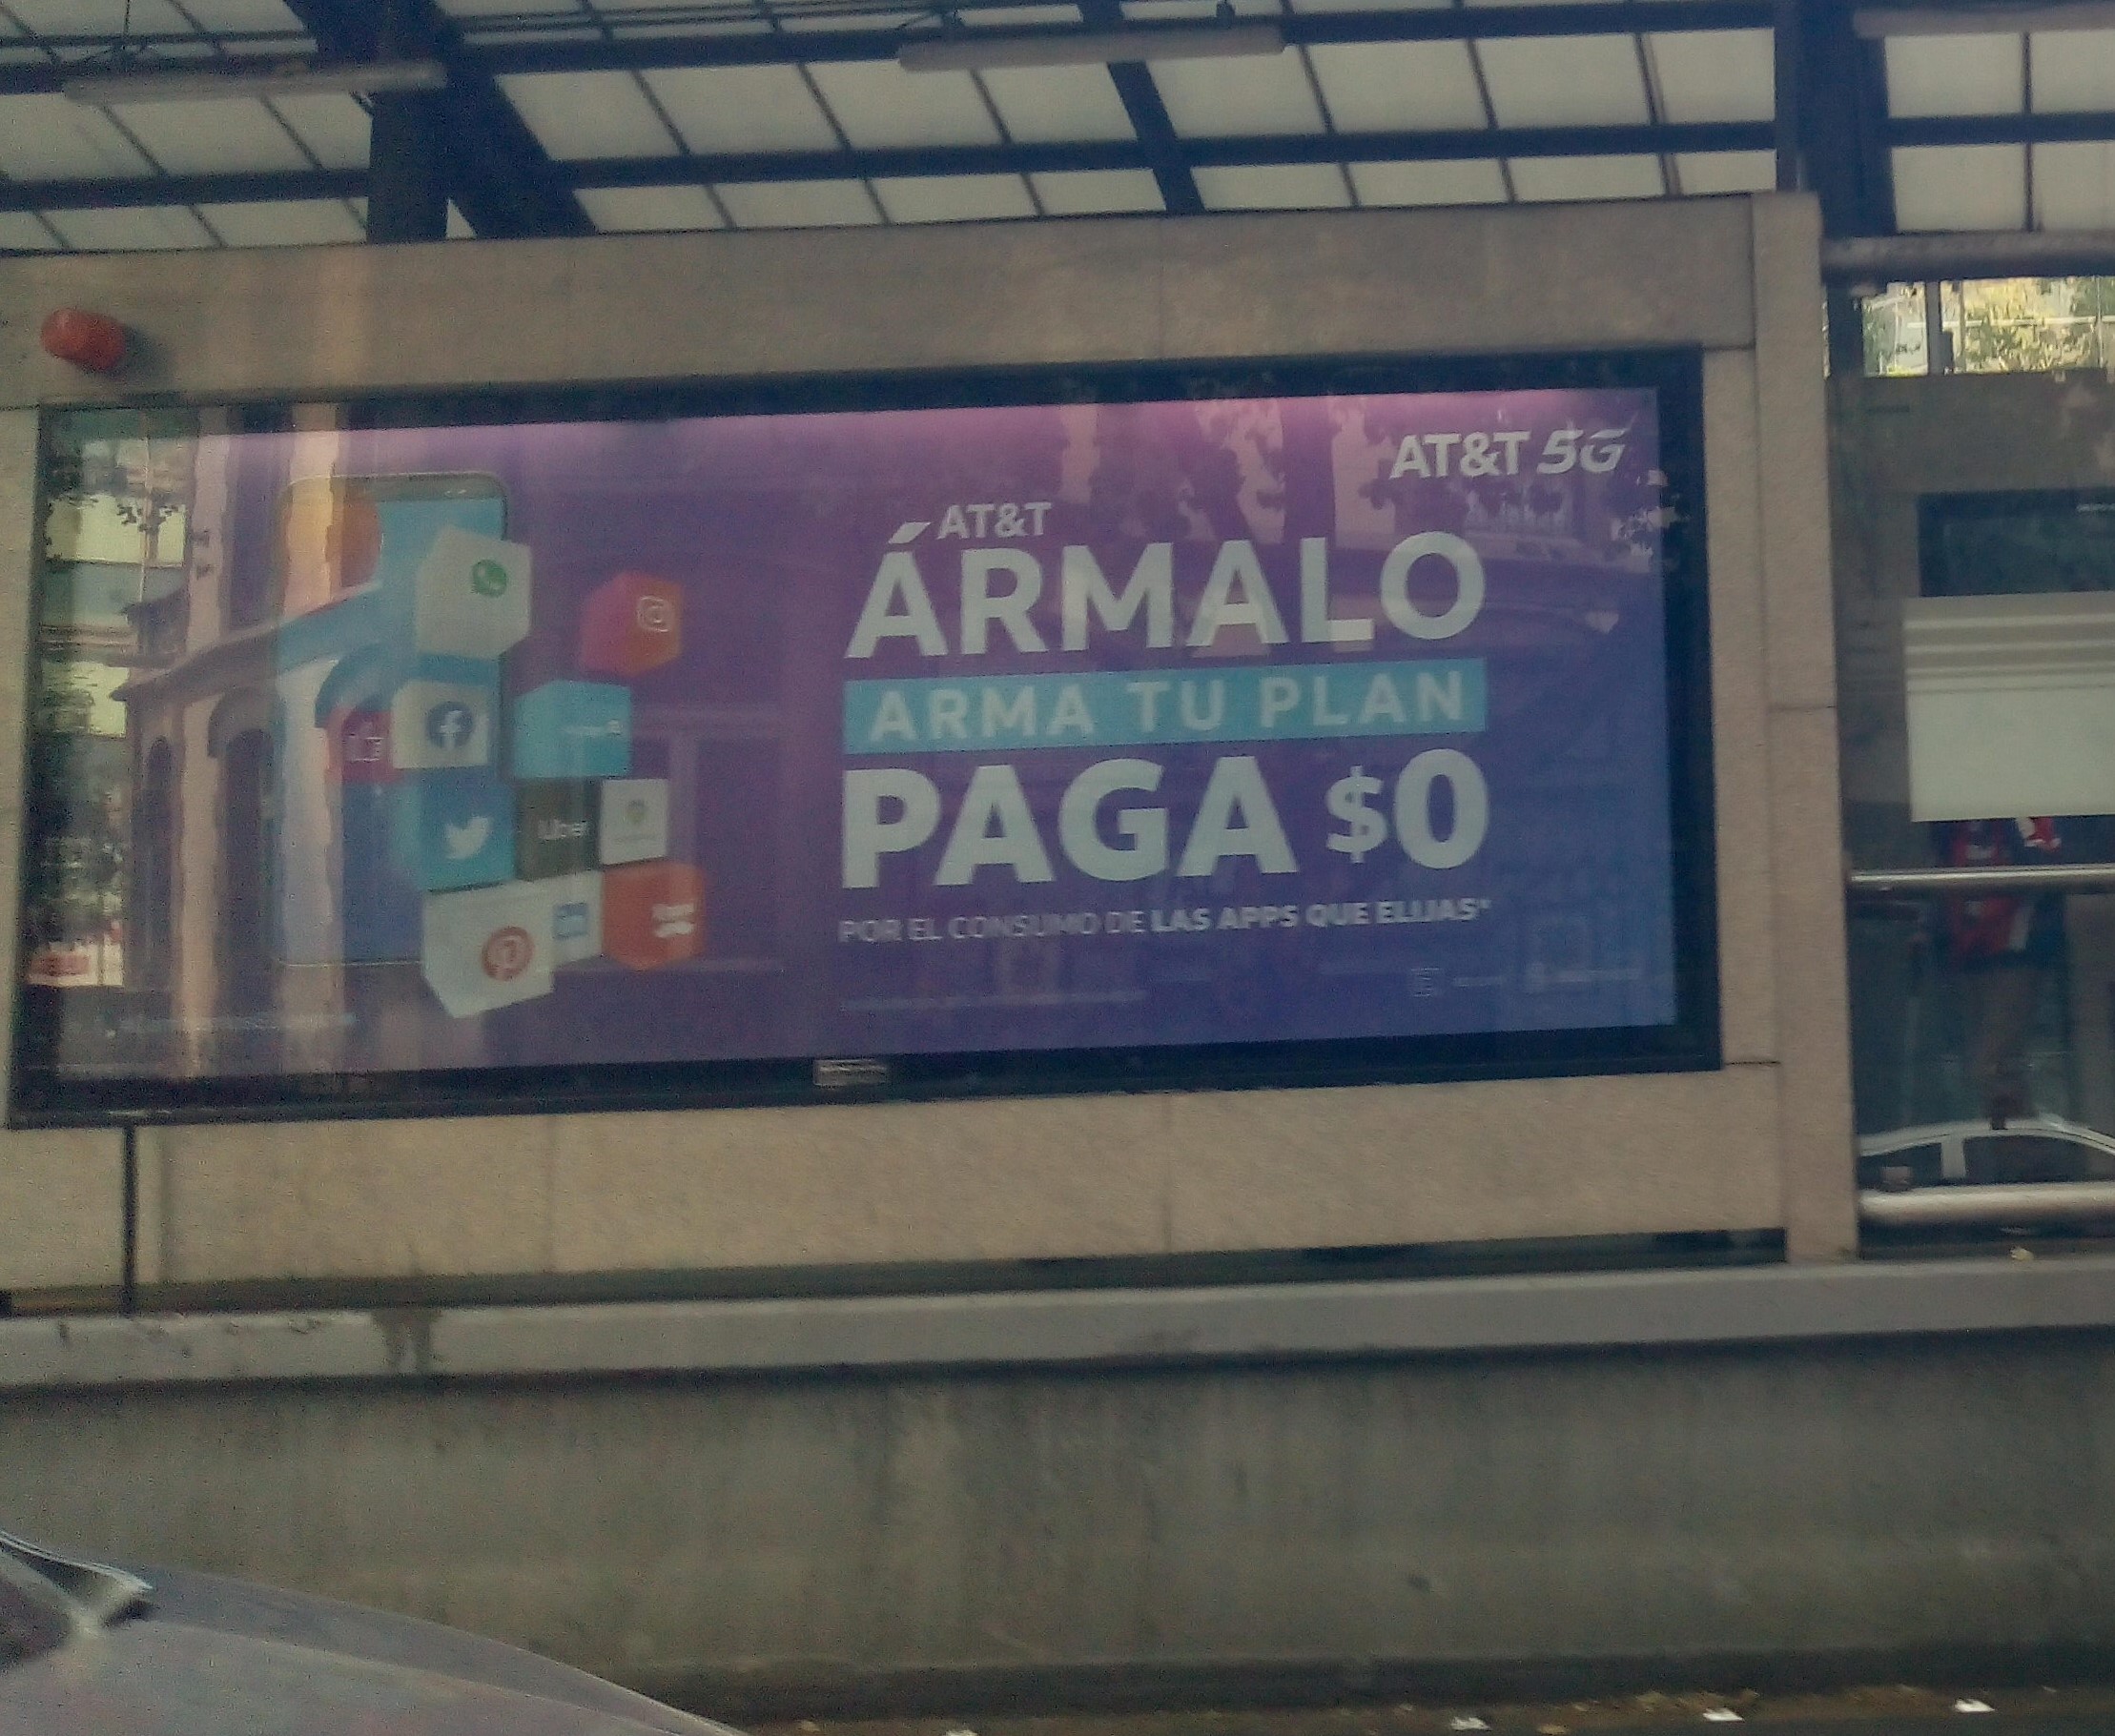 AT&T 5G
AT&T
ÁRMALO
ARMA TU PLAN
PAGA $0
POR EL CONSUMO DE LAS APPS QUE ELIJAS*
Uber